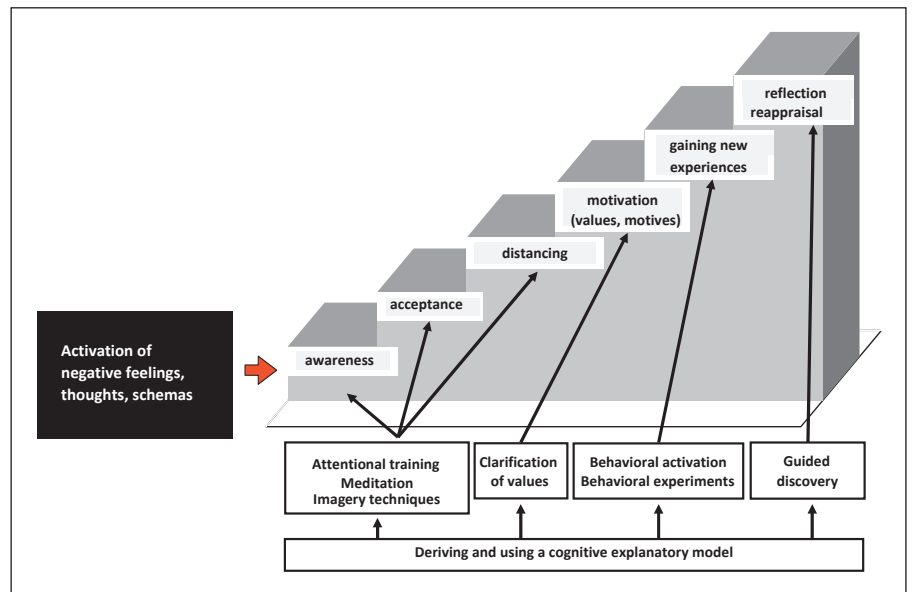 reflection
reappraisal
gaining new
experiences
motivation
(values, motives)
distancing
acceptance
awareness
Activation of
negative feelings,
thoughts, schemas
Attentional training
Meditation
Imagery techniques
Clarification
of values
Behavioral activation
Behavioral experiments
Guided
discovery
Deriving and using a cognitive explanatory model